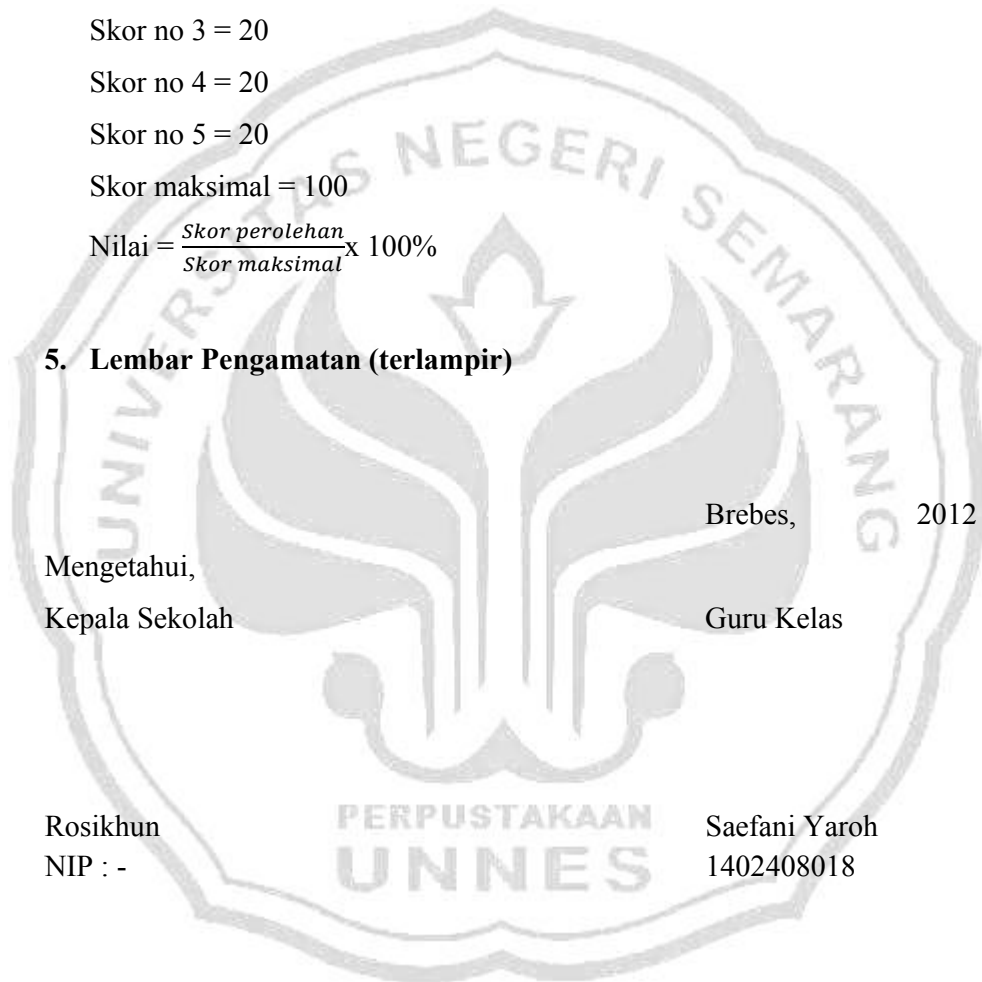 Skor no 3 = 20
Skor no 4 = 20
Skor no 5 = 20
Skor maksimal = 100
Nilai = Skor perolehan / Skor maksimal x 100%
5. Lembar Pengamatan (terlampir)
Brebes, 2012
Mengetahui,
Kepala Sekolah Guru Kelas
Rosikhun Saefani Yaroh
NIP : - 1402408018
UNIVERSITAS NEGERI SEMARANG
PERPUSTAKAAN
UNNES